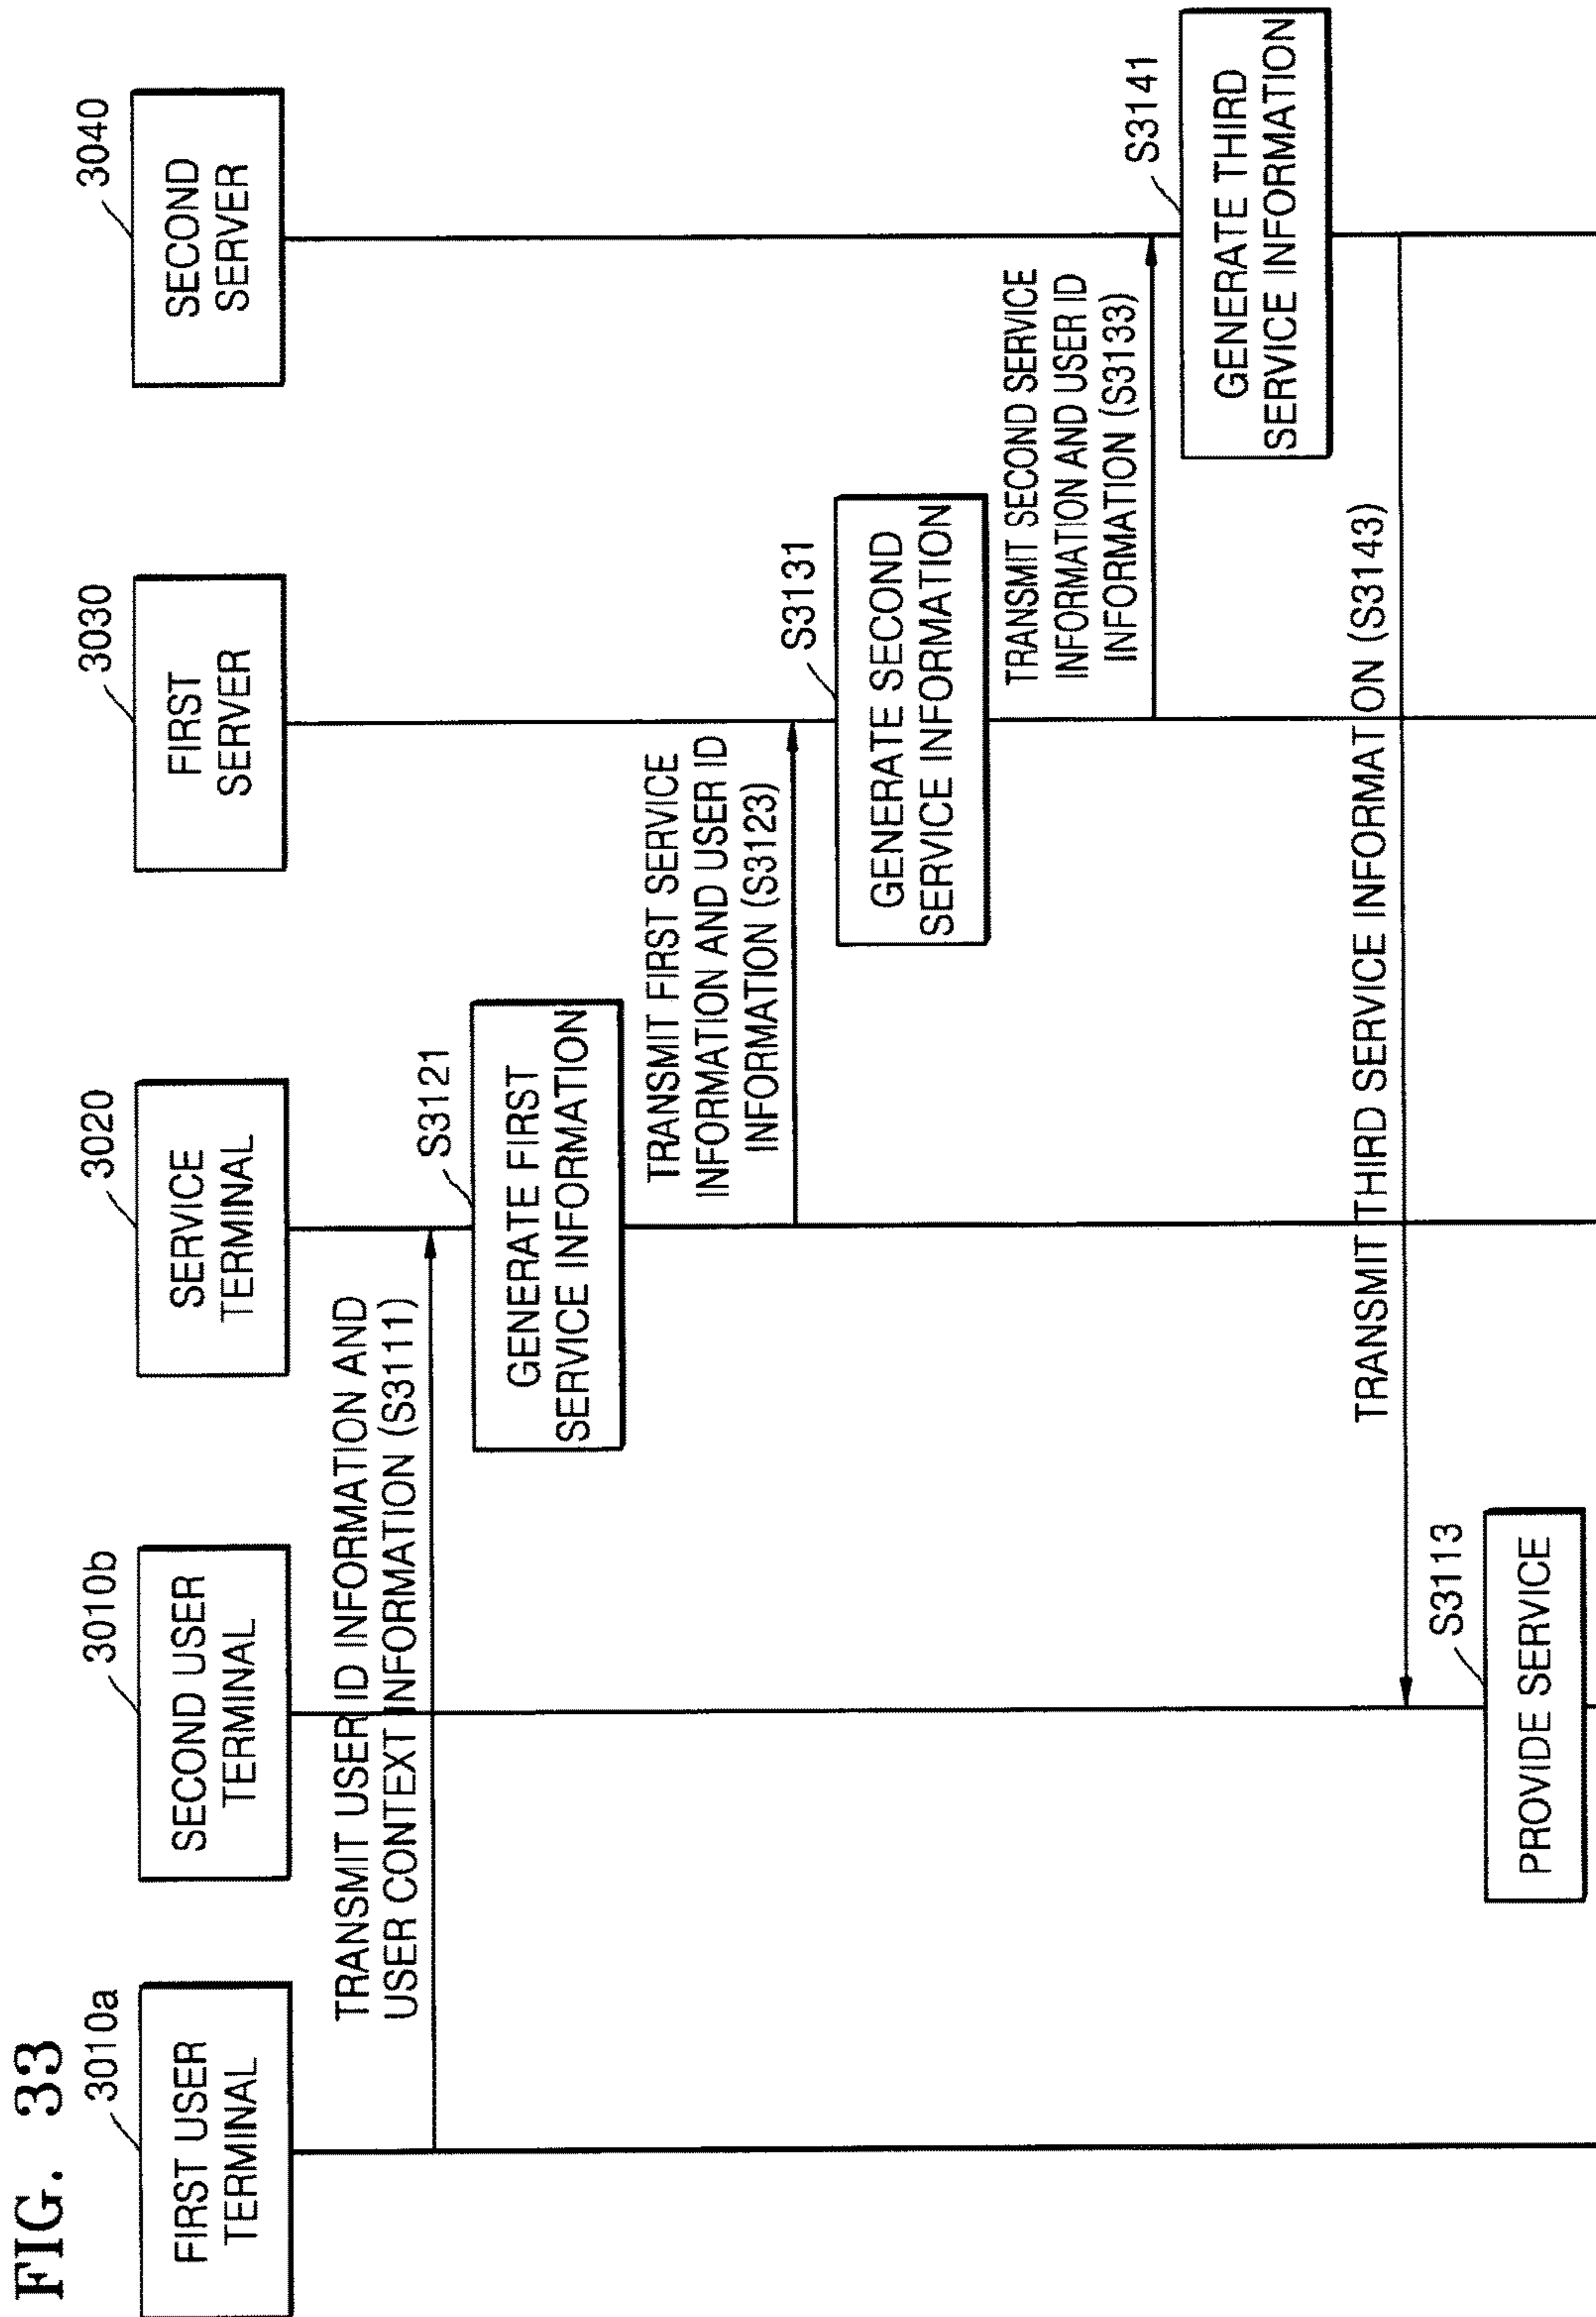 FIG. 33
3010a
FIRST USER
TERMINAL
3010b
SECOND USER
TERMINAL
3020
SERVICE
TERMINAL
3030
FIRST
SERVER
3040
SECOND
SERVER
TRANSMIT USER ID INFORMATION AND
USER CONTEXT INFORMATION (S3111)
S3121
GENERATE FIRST
SERVICE INFORMATION
TRANSMIT FIRST SERVICE
INFORMATION AND USER ID
INFORMATION (S3123)
S3131
GENERATE SECOND
SERVICE INFORMATION
TRANSMIT SECOND SERVICE
INFORMATION AND USER ID
INFORMATION (S3133)
S3141
GENERATE THIRD
SERVICE INFORMATION
TRANSMIT THIRD SERVICE INFORMATION (S3143)
S3113
PROVIDE SERVICE